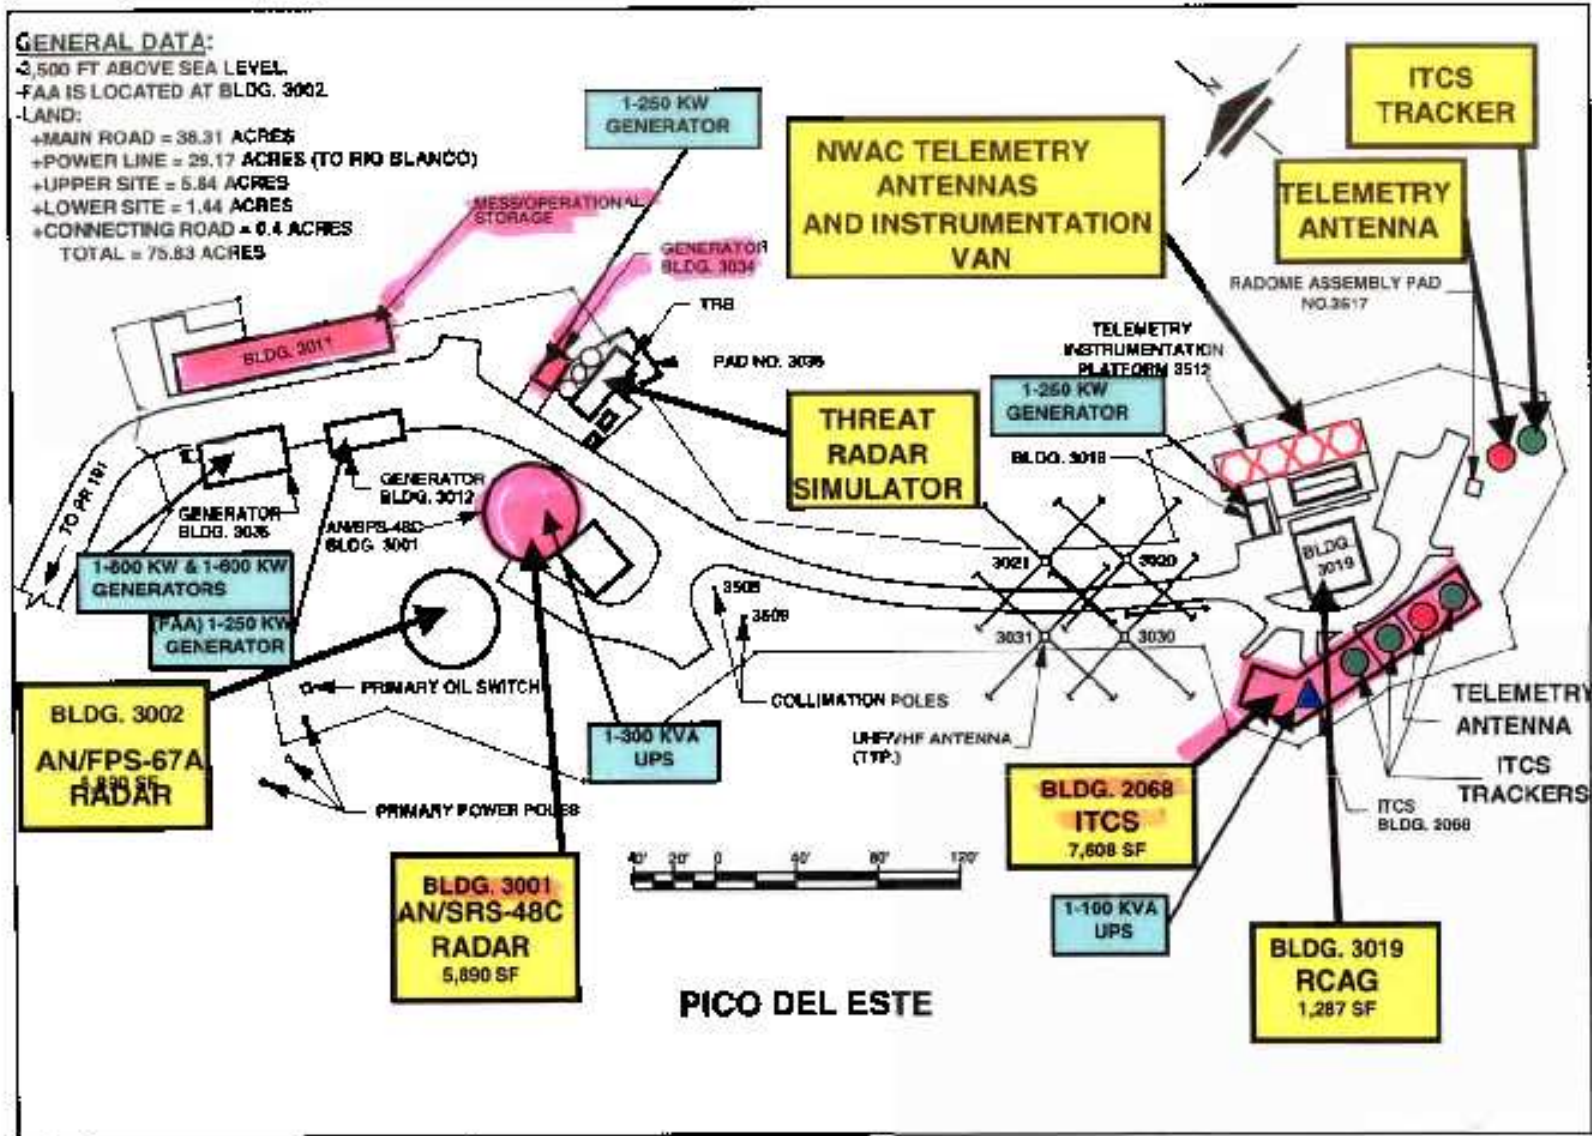 GENERAL DATA:
-3,500 FT ABOVE SEA LEVEL.
-FAA IS LOCATED AT BLDG. 3002
-LAND:
+MAIN ROAD = 38.31 ACRES
+POWER LINE = 29.17 ACRES (TO RIO BLANCO)
+UPPER SITE = 5.84 ACRES
+LOWER SITE = 1.44 ACRES
+CONNECTING ROAD = 0.4 ACRES
TOTAL = 75.83 ACRES
1-250 KW
GENERATOR
MESS/OPERATIONAL
STORAGE
GENERATOR
BLDG. 3034
TRB
PAD NO. 3035
BLDG. 3011
NWAC TELEMETRY
ANTENNAS
AND INSTRUMENTATION
VAN
N
ITCS
TRACKER
TELEMETRY
ANTENNA
RADOME ASSEMBLY PAD
NO.3517
TELEMETRY
INSTRUMENTATION
PLATFORM 3512
1-250 KW
GENERATOR
BLDG. 3018
THREAT
RADAR
SIMULATOR
TO PR 191
GENERATOR
BLDG. 3036
GENERATOR
BLDG. 3012
AN/SPS-48C
BLDG. 3001
1-600 KW & 1-600 KW
GENERATORS
(FAA) 1-250 KW
GENERATOR
3508
3509
3021
3020
3031
3030
BLDG.
3019
PRIMARY OIL SWITCH
COLLIMATION POLES
UHF/VHF ANTENNA
(TYP.)
1-300 KVA
UPS
BLDG. 3002
AN/FPS-67A
RADAR
PRIMARY POWER POLES
TELEMETRY
ANTENNA
ITCS
TRACKERS
ITCS
BLDG. 2068
BLDG. 2068
ITCS
7,608 SF
40' 20' 0 40' 80' 120'
BLDG. 3001
AN/SRS-48C
RADAR
5,890 SF
1-100 KVA
UPS
BLDG. 3019
RCAG
1,287 SF
PICO DEL ESTE